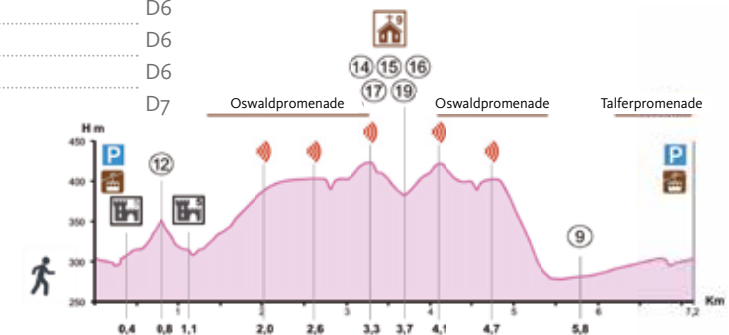 D6
D6
D6
D7
9
14 15 16
17 19
Oswaldpromenade Oswaldpromenade Talferpromenade
H m
450
P
P
12
400
5
350
9
300
250
1 2 3 4 5 7,2 Km
0,4 0,8 1,1 2,0 2,6 3,3 3,7 4,1 4,7 5,8